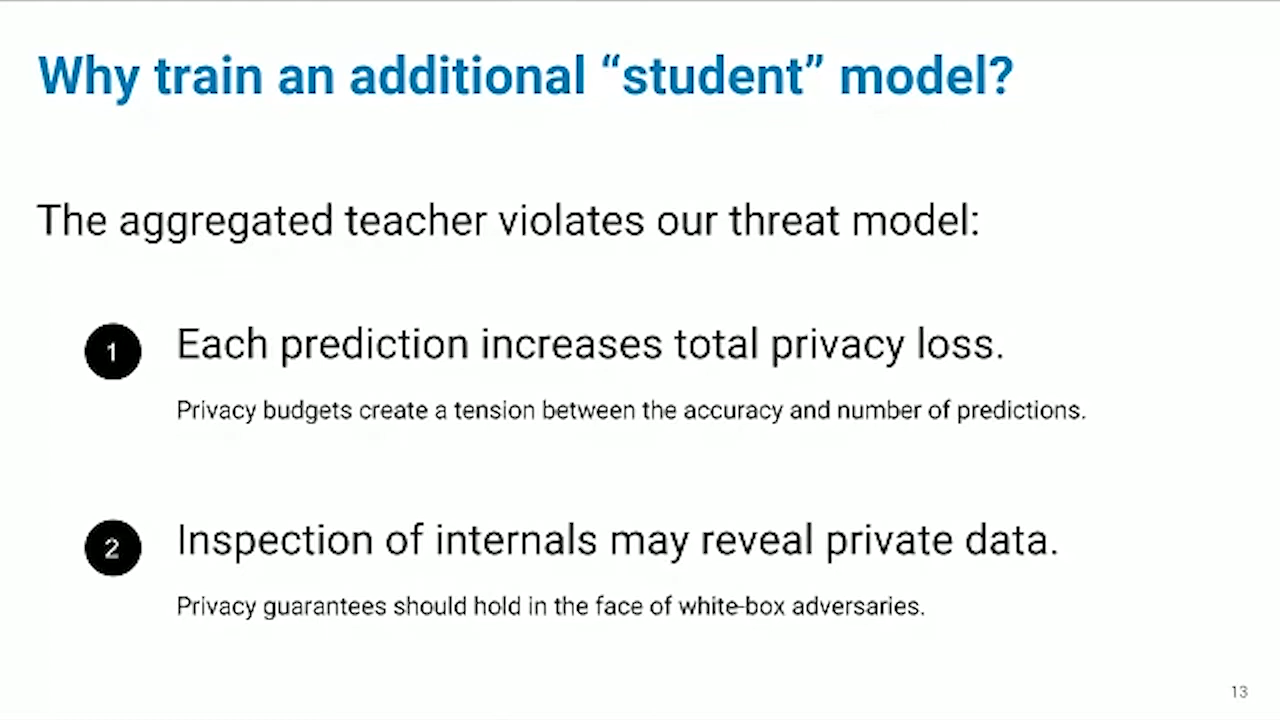 Why train an additional “student” model?
The aggregated teacher violates our threat model:
1
Each prediction increases total privacy loss.
Privacy budgets create a tension between the accuracy and number of predictions.
2
Inspection of internals may reveal private data.
Privacy guarantees should hold in the face of white-box adversaries.
13